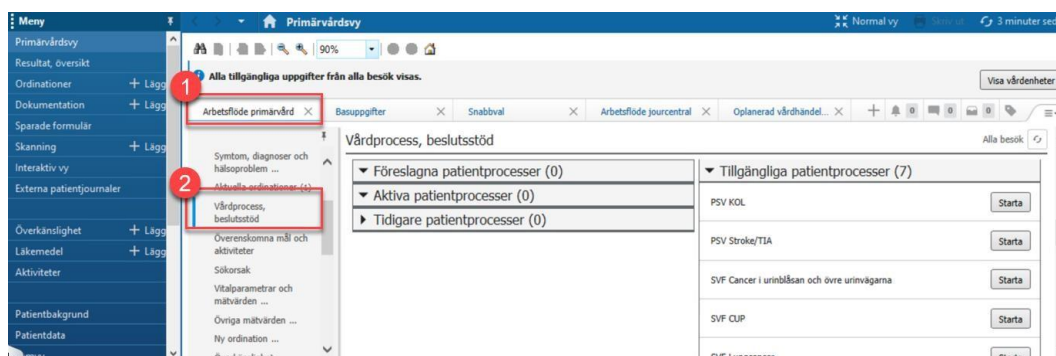 Meny
Primärvårdsvy
Normal vy
Skriv ut
3 minuter sed
Primärvårdsvy
Resultat, översikt
Ordinationer
+ Lägg
Dokumentation
+ Lägg
Sparade formulär
Skanning
+ Lägg
Interaktiv vy
Externa patientjournaler
Överkänslighet
+ Lägg
Läkemedel
+ Lägg
Aktiviteter
Patientbakgrund
Patientdata
90%
Alla tillgängliga uppgifter från alla besök visas.
Visa vårdenheter
1
Arbetsflöde primärvård
Basuppgifter
Snabbval
Arbetsflöde jourcentral
Oplanerad vårdhändel...
0
0
0
Symtom, diagnoser och
hälsoproblem ...
Aktuella ordinationer (1)
2
Vårdprocess,
beslutsstöd
Överenskomna mål och
aktiviteter
Sökorsak
Vitalparametrar och
mätvärden ...
Övriga mätvärden ...
Ny ordination ...
Vårdprocess, beslutsstöd
Alla besök
Föreslagna patientprocesser (0)
Aktiva patientprocesser (0)
Tidigare patientprocesser (0)
Tillgängliga patientprocesser (7)
PSV KOL
Starta
PSV Stroke/TIA
Starta
SVF Cancer i urinblåsan och övre urinvägarna
Starta
SVF CUP
Starta